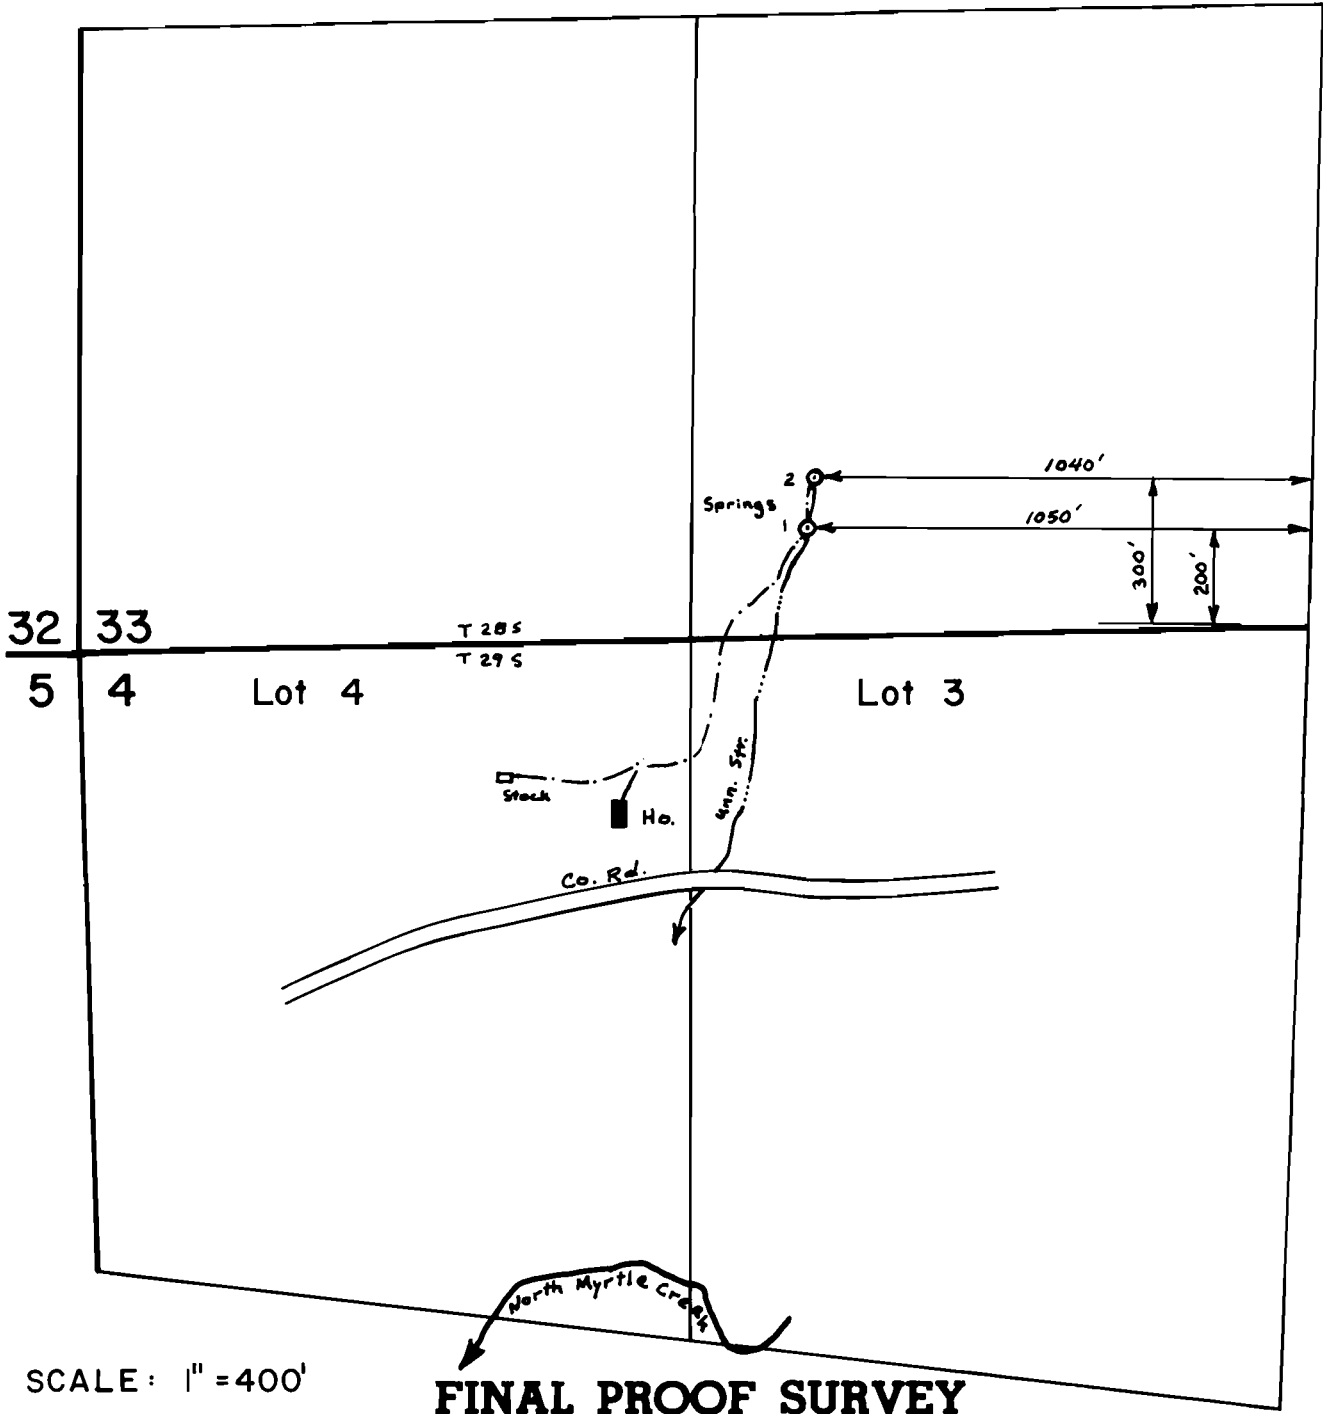 2
1040'
Springs
1
1050'
300'
200'
32 33
T 28 S
T 29 S
5 4
Lot 4
Lot 3
Unn. Str.
Stock
Ho.
Co. Rd.
North Myrtle Creek
SCALE: 1" = 400'
FINAL PROOF SURVEY